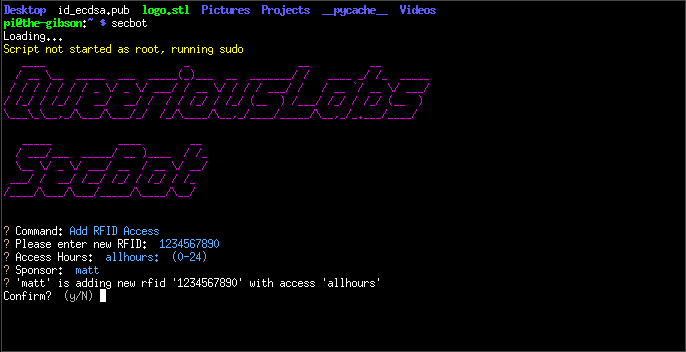 Desktop id_ecdsa.pub logo.stl Pictures Projects __pycache__ Videos
pi@the-gibson:~ $ secbot
Loading...
Script not started as root, running sudo
QueeriousLabs
SecBot
? Command: Add RFID Access
? Please enter new RFID: 1234567890
? Access Hours: allhours: (0-24)
? Sponsor: matt
? 'matt' is adding new rfid '1234567890' with access 'allhours'
Confirm? (y/N)